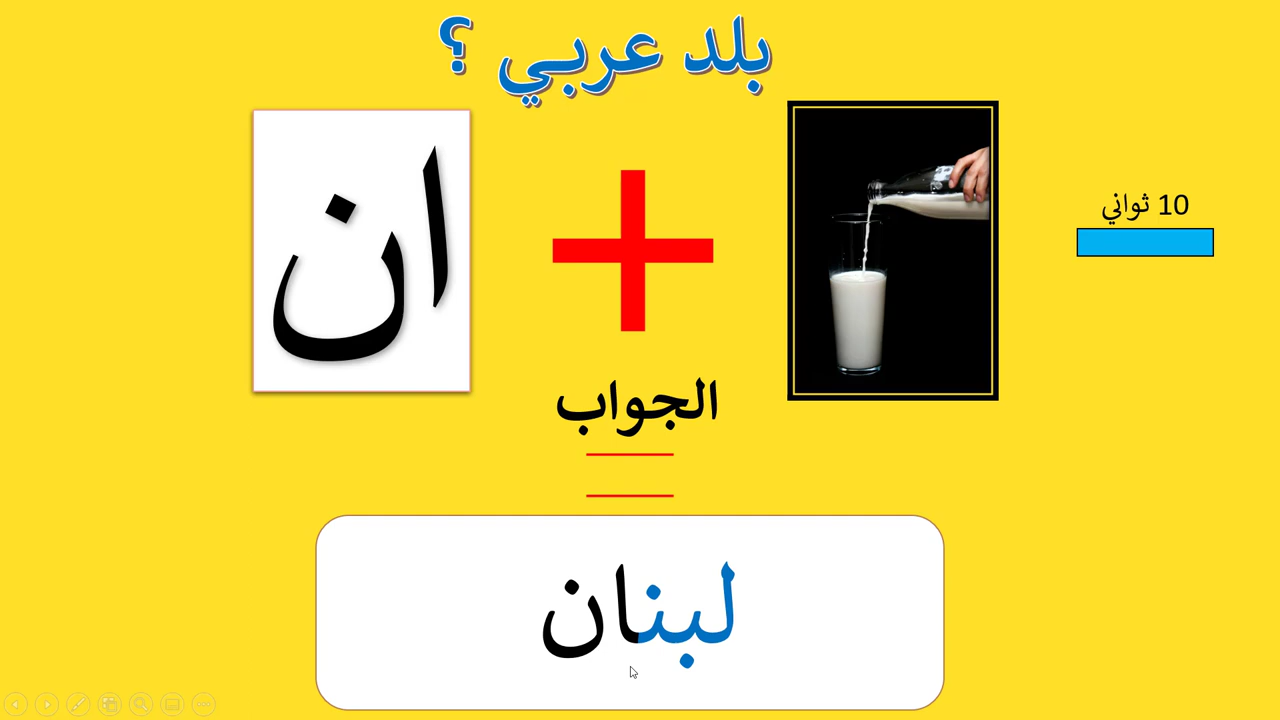 بلد عربي ؟
10 ثواني
ان
الجواب
لبنان